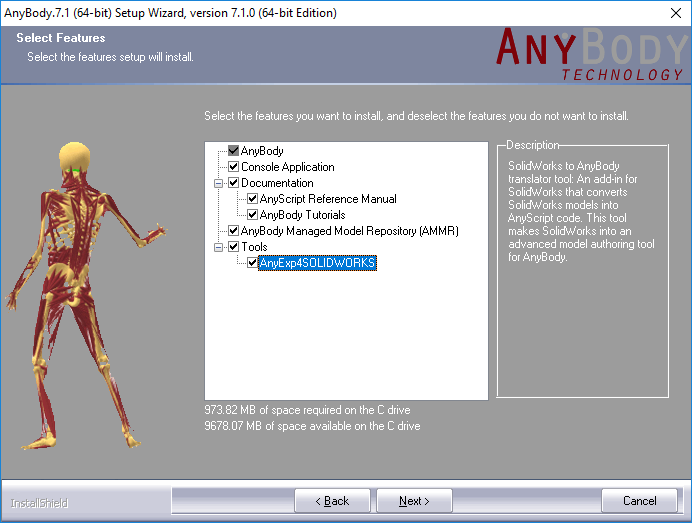 AnyBody.7.1 (64-bit) Setup Wizard, version 7.1.0 (64-bit Edition)
Select Features
Select the features setup will install.
ANYBODY
TECHNOLOGY
Select the features you want to install, and deselect the features you do not want to install.
AnyBody
Console Application
Documentation
AnyScript Reference Manual
AnyBody Tutorials
AnyBody Managed Model Repository (AMMR)
Tools
AnyExp4SOLIDWORKS
Description
SolidWorks to AnyBody
translator tool: An add-in for
SolidWorks that converts
SolidWorks models into
AnyScript code. This tool
makes SolidWorks into an
advanced model authoring tool
for AnyBody.
973.82 MB of space required on the C drive
9678.07 MB of space available on the C drive
InstallShield
< Back
Next >
Cancel